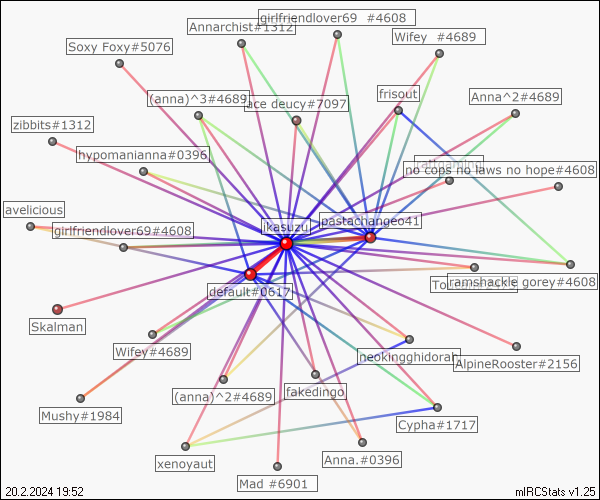 girlfriendlover69 #4608
Annarchist#1312
Wifey #4689
Soxy Foxy#5076
frisout
(anna)^3#4689
ace deucy#7097
Anna^2#4689
zibbits#1312
hypomanianna#0396
no cops no laws no hope#4608
avelicious
jkasuzu
pastachangeo41
girlfriendlover69#4608
ramshackle gorey#4608
default#0617
Skalman
Wifey#4689
neokingghidorah
AlpineRooster#2156
fakedingo
(anna)^2#4689
Mushy#1984
Cypha#1717
Anna.#0396
xenoyaut
Mad #6901
20.2.2024 19:52
mIRCStats v1.25